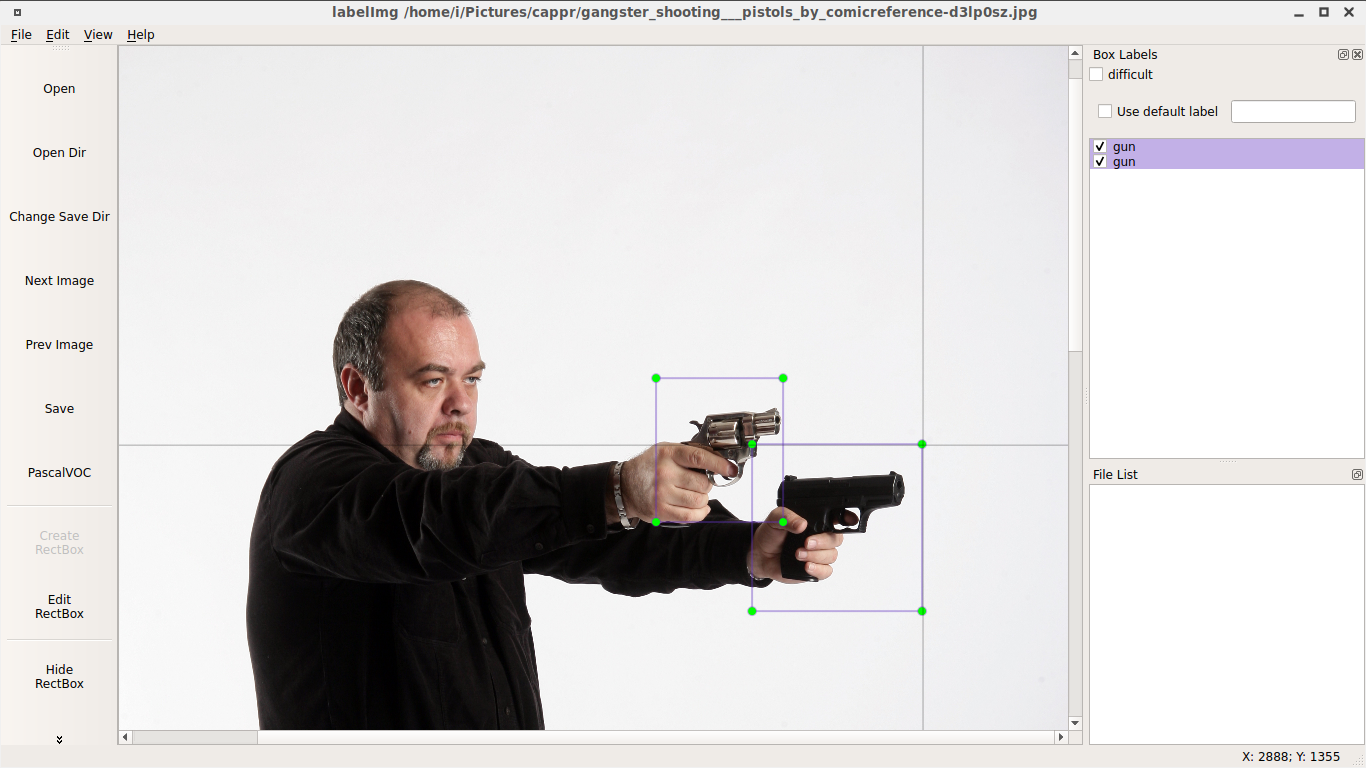 labelImg /home/i/Pictures/cappr/gangster_shooting___pistols_by_comicreference-d3lp0sz.jpg
File Edit View Help
Open
Open Dir
Change Save Dir
Next Image
Prev Image
Save
PascalVOC
Create
RectBox
Edit
RectBox
Hide
RectBox
Box Labels
difficult
Use default label
gun
gun
File List
X: 2888; Y: 1355